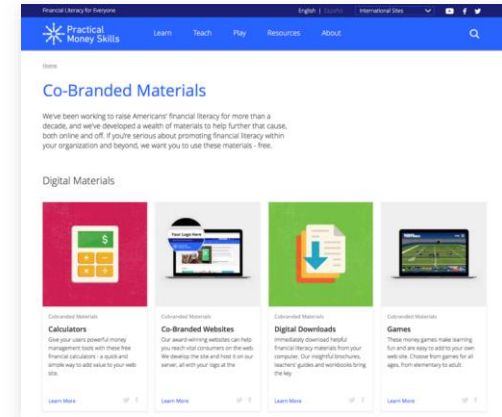 Financial Literacy for Everyone
English | Español
International Sites
Practical
Money Skills
Learn
Teach
Play
Resources
About
Home
Co-Branded Materials
We've been working to raise Americans' financial literacy for more than a
decade, and we've developed a wealth of materials to help further that cause,
both online and off. If you're serious about promoting financial literacy within
your organization and beyond, we want you to use these materials - free.
Digital Materials
$
Your Logo Here
Cobranded Materials
Calculators
Give your users powerful money
management tools with these free
financial calculators - a quick and
simple way to add value to your web
site.
Learn More
Cobranded Materials
Co-Branded Websites
Our award-winning websites can help
you reach vital consumers on the web.
We develop the site and host it on our
server, all with your logo at the
Learn More
Cobranded Materials
Digital Downloads
Immediately download helpful
financial literacy materials from your
computer. Our insightful brochures,
teachers' guides and workbooks bring
the key
Learn More
Cobranded Materials
Games
These money games make learning
fun and are easy to add to your own
web site. Choose from games for all
ages, from elementary to adult.
Learn More